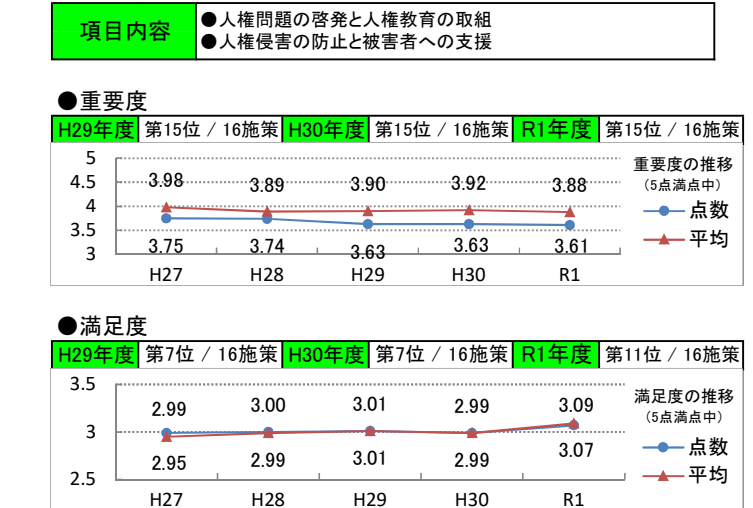 項目内容
●人権問題の啓発と人権教育の取組
●人権侵害の防止と被害者への支援
●重要度
H29年度 第15位 / 16施策 H30年度 第15位 / 16施策 R1年度 第15位 / 16施策
重要度の推移
(5点満点中)
点数
平均
5
4.5
4
3.5
3
3.98 3.89 3.90 3.92 3.88
3.75 3.74 3.63 3.63 3.61
H27 H28 H29 H30 R1
●満足度
H29年度 第7位 / 16施策 H30年度 第7位 / 16施策 R1年度 第11位 / 16施策
満足度の推移
(5点満点中)
点数
平均
3.5
3
2.5
2.99 3.00 3.01 2.99 3.09
2.95 2.99 3.01 2.99 3.07
H27 H28 H29 H30 R1